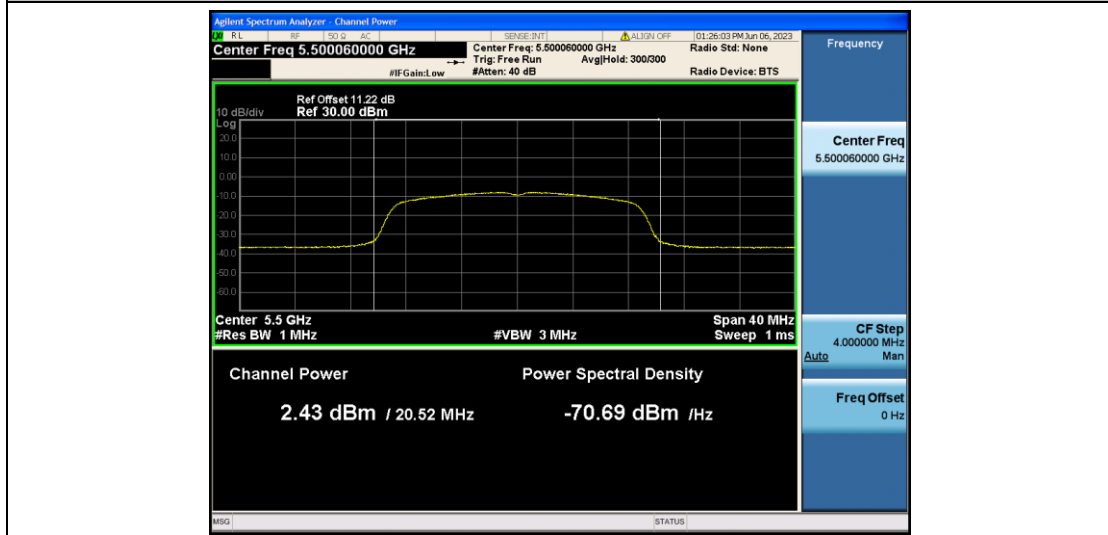 Agilent Spectrum Analyzer - Channel Power
RL RF 50 Ω AC SENSE:INT ALIGN OFF 01:26:03 PM Jun 06, 2023
Center Freq 5.500060000 GHz
Center Freq: 5.500060000 GHz
Radio Std: None
Trig: Free Run Avg|Hold: 300/300
#IFGain:Low #Atten: 40 dB Radio Device: BTS
Frequency
Ref Offset 11.22 dB
10 dB/div Ref 30.00 dBm
Log
20.0
10.0
0.00
-10.0
-20.0
-30.0
-40.0
-50.0
-60.0
Center 5.5 GHz Span 40 MHz
#Res BW 1 MHz #VBW 3 MHz Sweep 1 ms
Channel Power Power Spectral Density
2.43 dBm / 20.52 MHz -70.69 dBm /Hz
Center Freq
5.500060000 GHz
CF Step
4.000000 MHz
Auto Man
Freq Offset
0 Hz
MSG STATUS